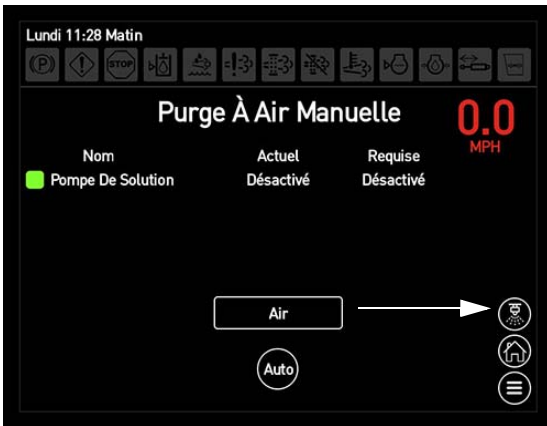 Lundi 11:28 Matin
(P) STOP
Purge À Air Manuelle
0.0
MPH
Nom Actuel Requise
Pompe De Solution Désactivé Désactivé
Air
Auto